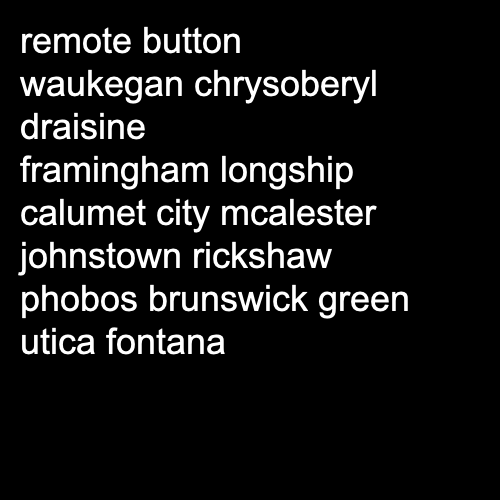 remote button
waukegan chrysoberyl
draisine
framingham longship
calumet city mcalester
johnstown rickshaw
phobos brunswick green
utica fontana